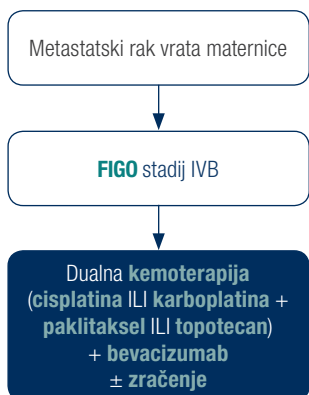 Metastatski rak vrata maternice
FIGO stadij IVB
Dualna kemoterapija
(cisplatina ILI karboplatina +
paklitaksel ILI topotecan)
+ bevacizumab
± zračenje